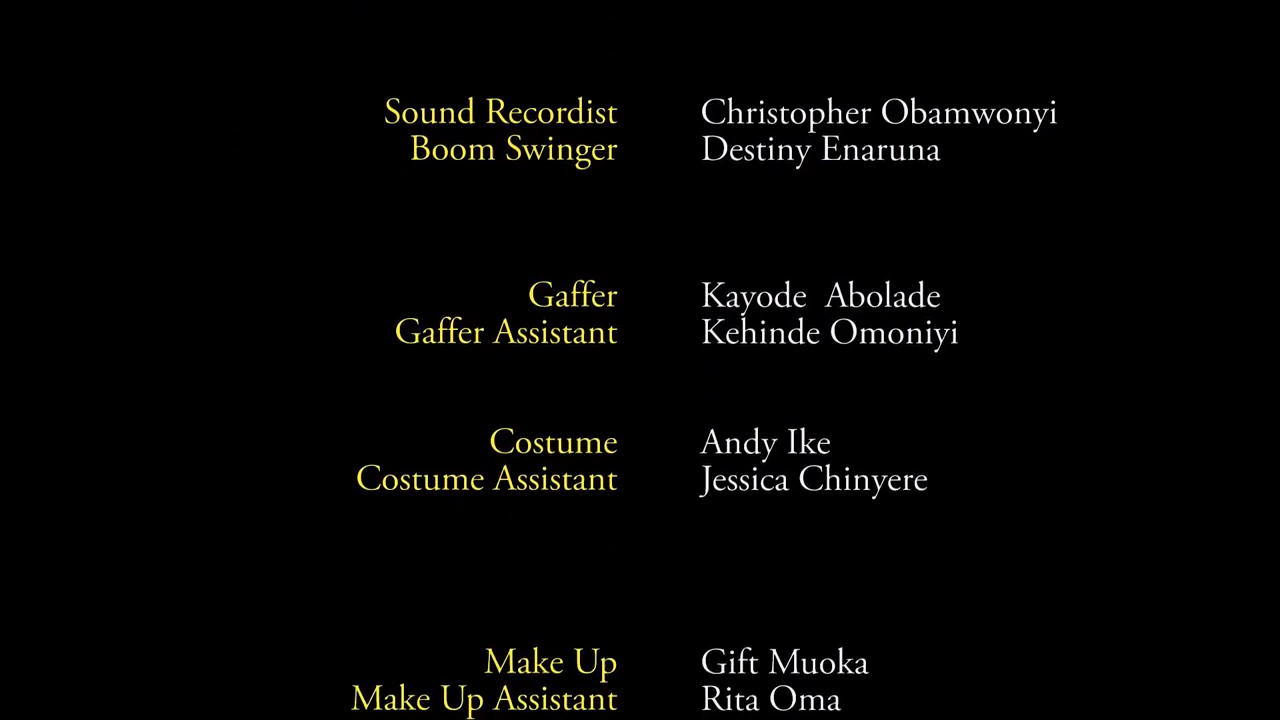 Sound Recordist Christopher Obamwonyi
Boom Swinger Destiny Enaruna
Gaffer Kayode  Abolade
Gaffer Assistant Kehinde Omoniyi
Costume Andy Ike
Costume Assistant Jessica Chinyere
Make Up Gift Muoka
Make Up Assistant Rita Oma